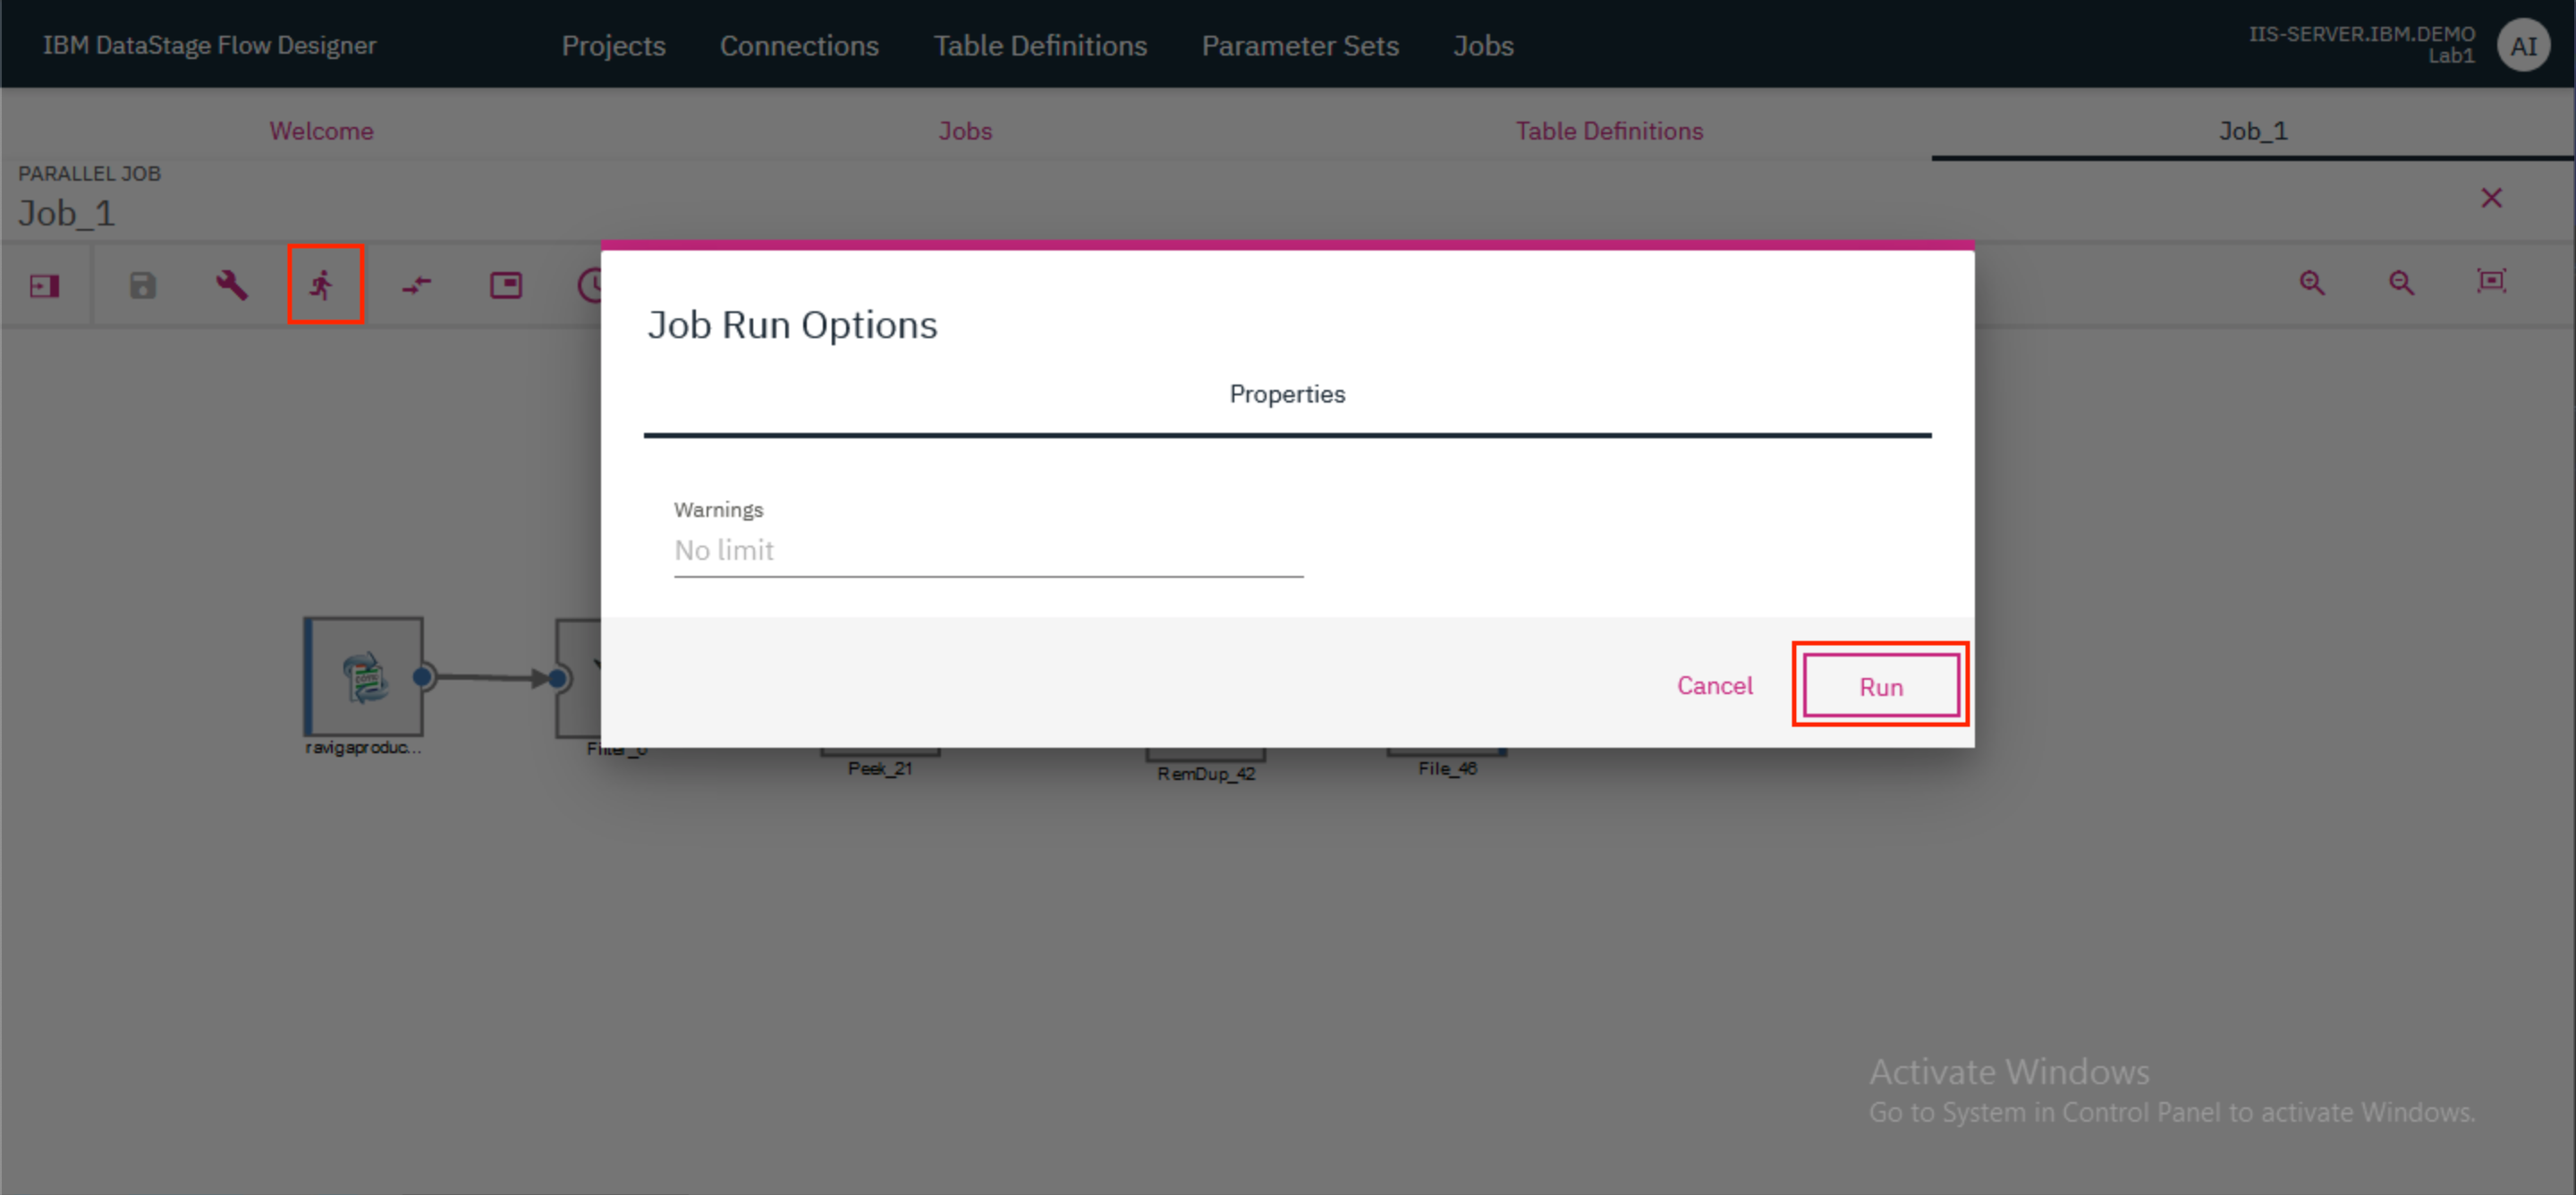 IBM DataStage Flow Designer
Projects
Connections
Table Definitions
Parameter Sets
Jobs
IIS-SERVER.IBM.DEMO
Lab1
AI
Welcome
Jobs
Table Definitions
Job_1
PARALLEL JOB
Job_1
Job Run Options
Properties
Warnings
No limit
Cancel
Run
ravigaproduc...
Peek_21
RemDup_42
File_46
Activate Windows
Go to System in Control Panel to activate Windows.